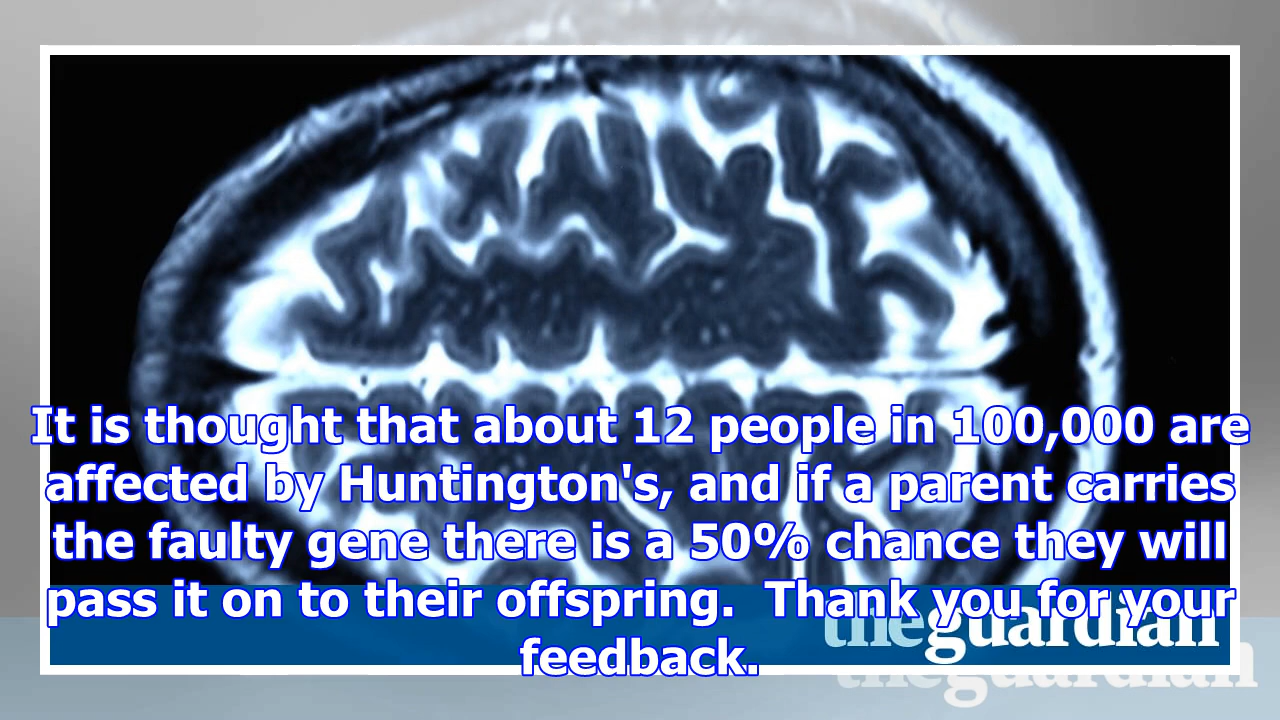 It is thought that about 12 people in 100,000 are
affected by Huntington's, and if a parent carries
the faulty gene there is a 50% chance they will
pass it on to their offspring.  Thank you for your
feedback.
theguardian
theguardian